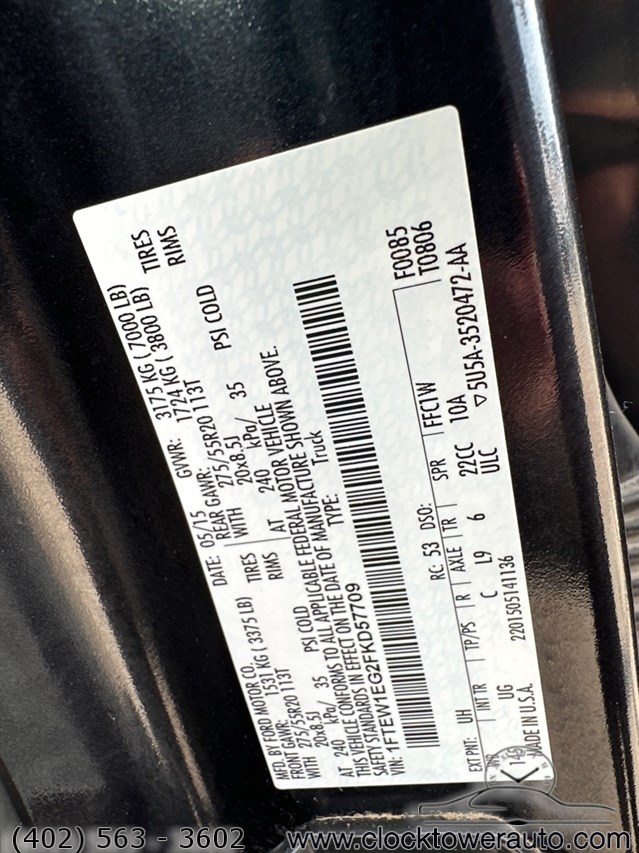 MFD. BY FORD MOTOR CO.
DATE: 05/15 GVWR: 3175 KG ( 7000 LB)
FRONT GAWR: 1531 KG ( 3375 LB) REAR GAWR: 1724 KG ( 3800 LB)
WITH 275/55R20 113T TIRES WITH 275/55R20 113T TIRES
20x8.5J RIMS 20x8.5J RIMS
AT 240 kPa/ 35 PSI COLD AT 240 kPa/ 35 PSI COLD
THIS VEHICLE CONFORMS TO ALL APPLICABLE FEDERAL MOTOR VEHICLE
SAFETY STANDARDS IN EFFECT ON THE DATE OF MANUFACTURE SHOWN ABOVE.
VIN: 1FTEW1EG2FKD57709 TYPE: Truck
F0085
T0806
EXT PNT: UH RC: 53 DSO: FFC1W
INT TR TP/PS R AXLE TR SPR
UG C L9 6 22CC 10A
ULC
2201505141136 ▽5U5A-3520472-AA
MADE IN U.S.A.
(402) 563 - 3602 www.clocktowerauto.com